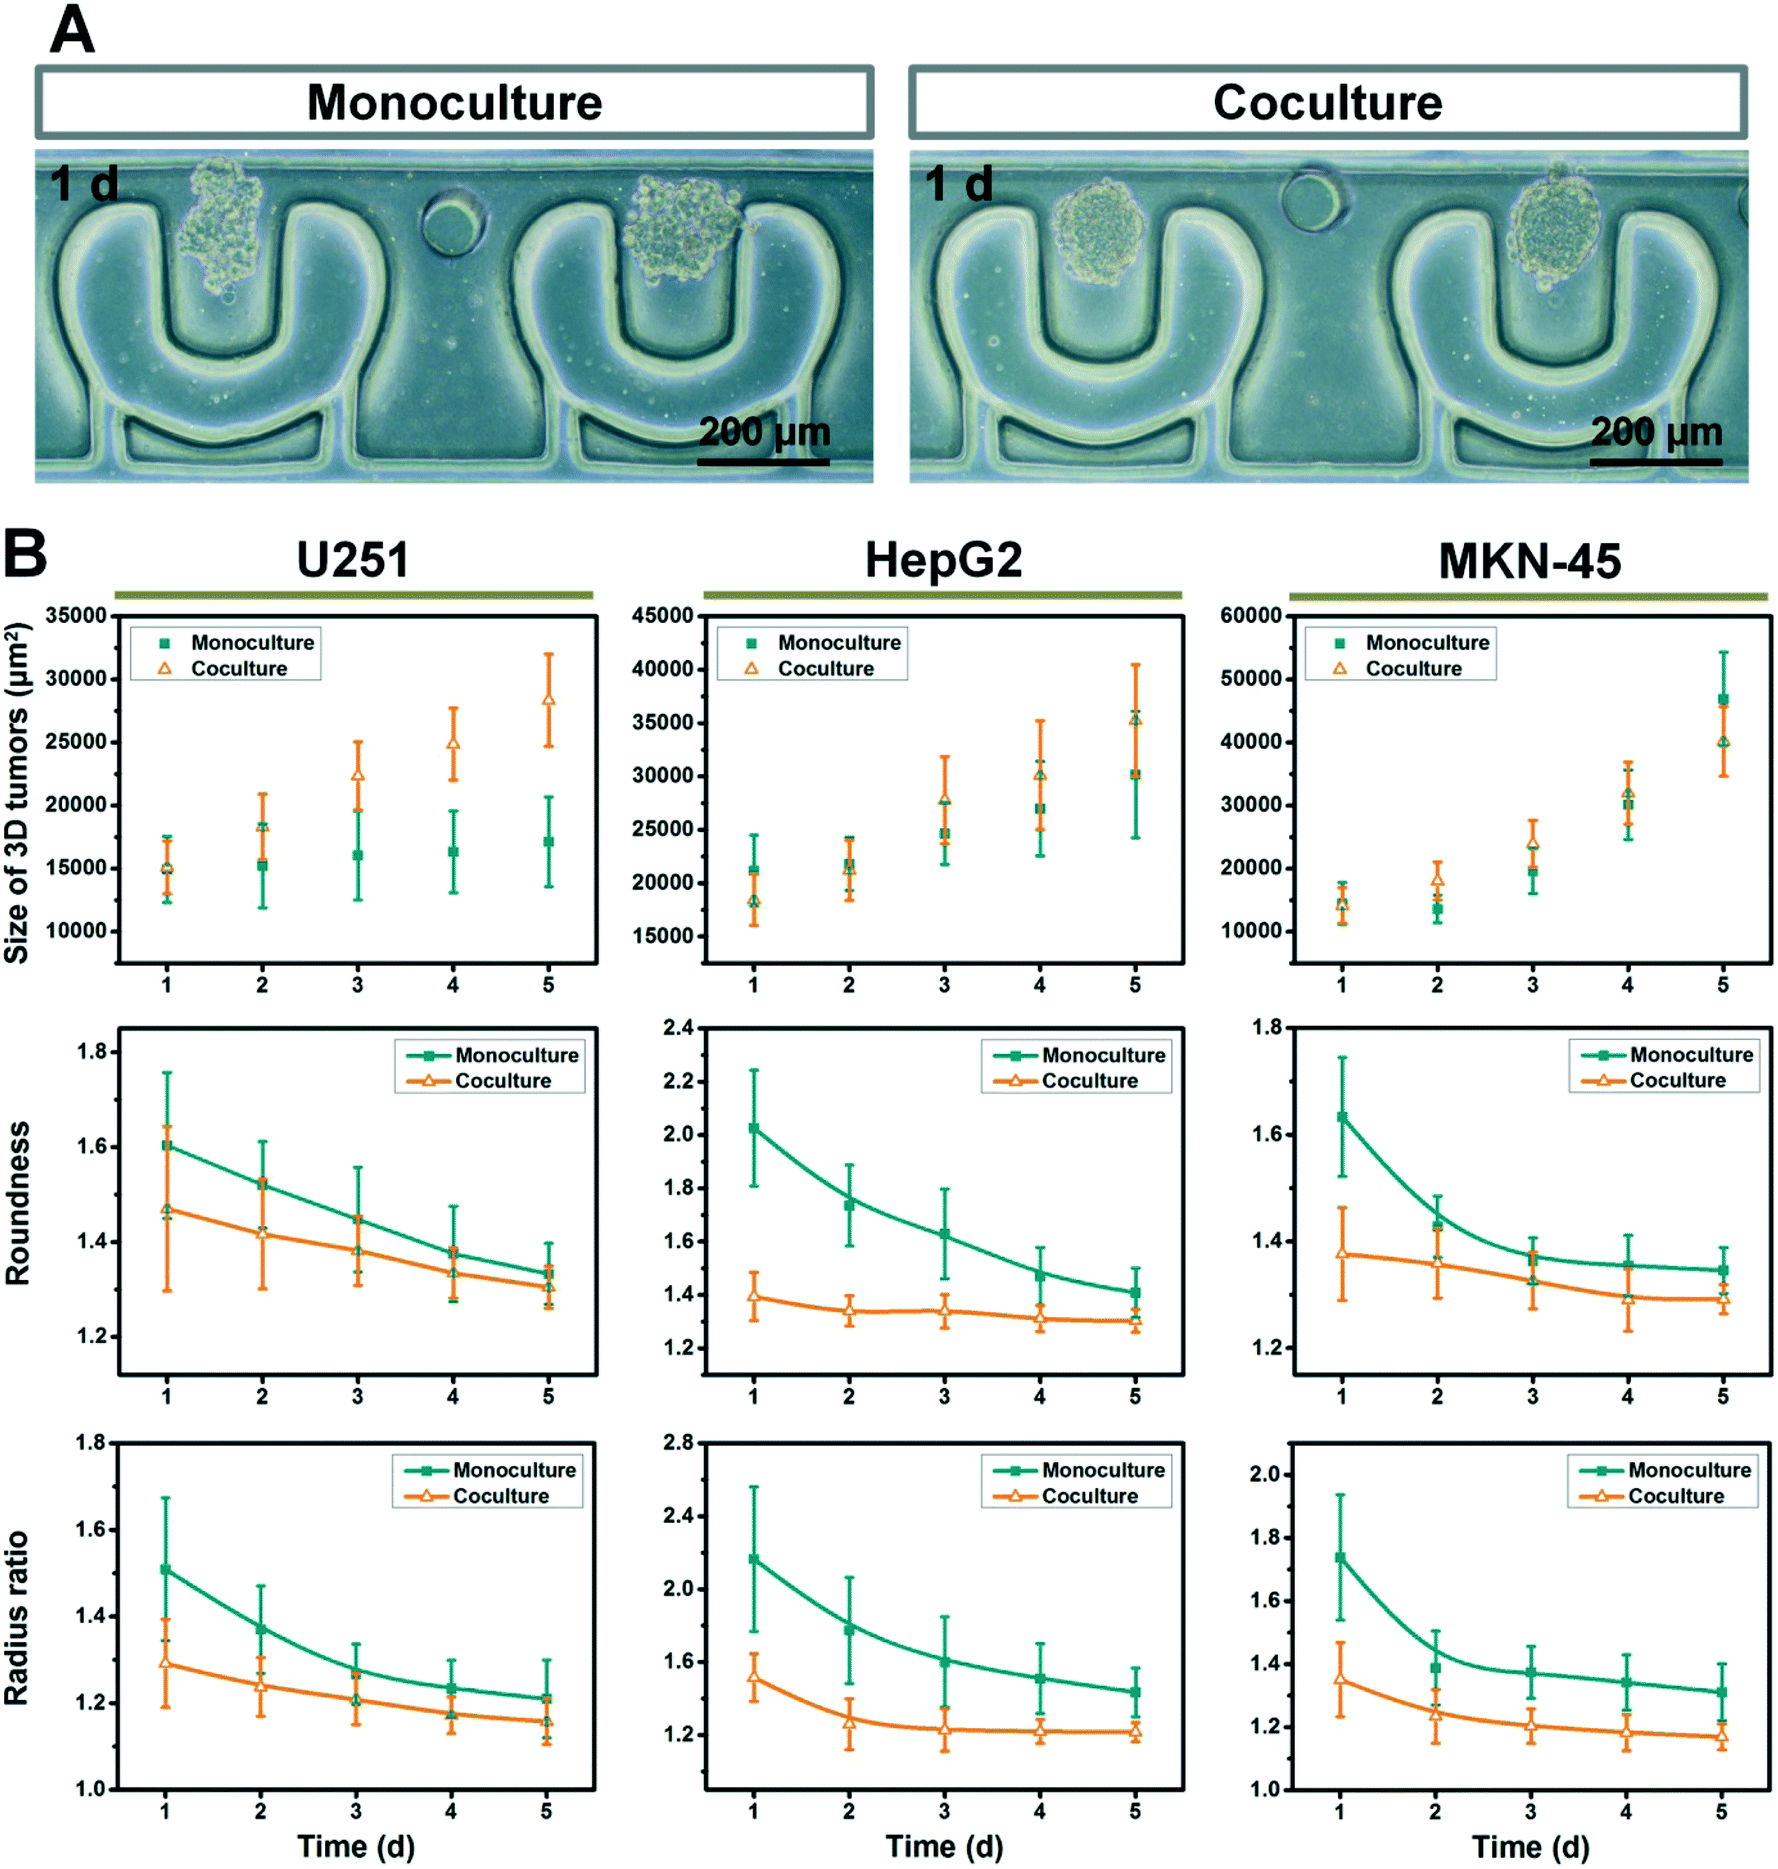 A
Monoculture
Coculture
1 d
1 d
200 µm
200 µm
B
U251
HepG2
MKN-45
Size of 3D tumors (µm²)
35000
30000
25000
20000
15000
10000
Monoculture
Coculture
1 2 3 4 5
45000
40000
35000
30000
25000
20000
15000
Monoculture
Coculture
1 2 3 4 5
60000
50000
40000
30000
20000
10000
Monoculture
Coculture
1 2 3 4 5
Roundness
1.8
1.6
1.4
1.2
Monoculture
Coculture
1 2 3 4 5
2.4
2.2
2.0
1.8
1.6
1.4
1.2
Monoculture
Coculture
1 2 3 4 5
1.8
1.6
1.4
1.2
Monoculture
Coculture
1 2 3 4 5
Radius ratio
1.8
1.6
1.4
1.2
1.0
Monoculture
Coculture
1 2 3 4 5
Time (d)
2.8
2.4
2.0
1.6
1.2
Monoculture
Coculture
1 2 3 4 5
Time (d)
2.0
1.8
1.6
1.4
1.2
1.0
Monoculture
Coculture
1 2 3 4 5
Time (d)